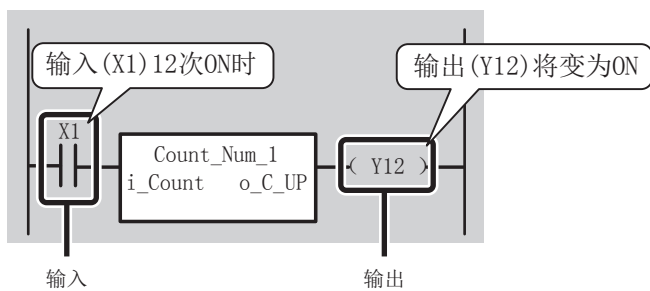 输入(X1)12次ON时
输出(Y12)将变为ON
X1
Count_Num_1
i_Count o_C_UP
( Y12 )
输入
输出